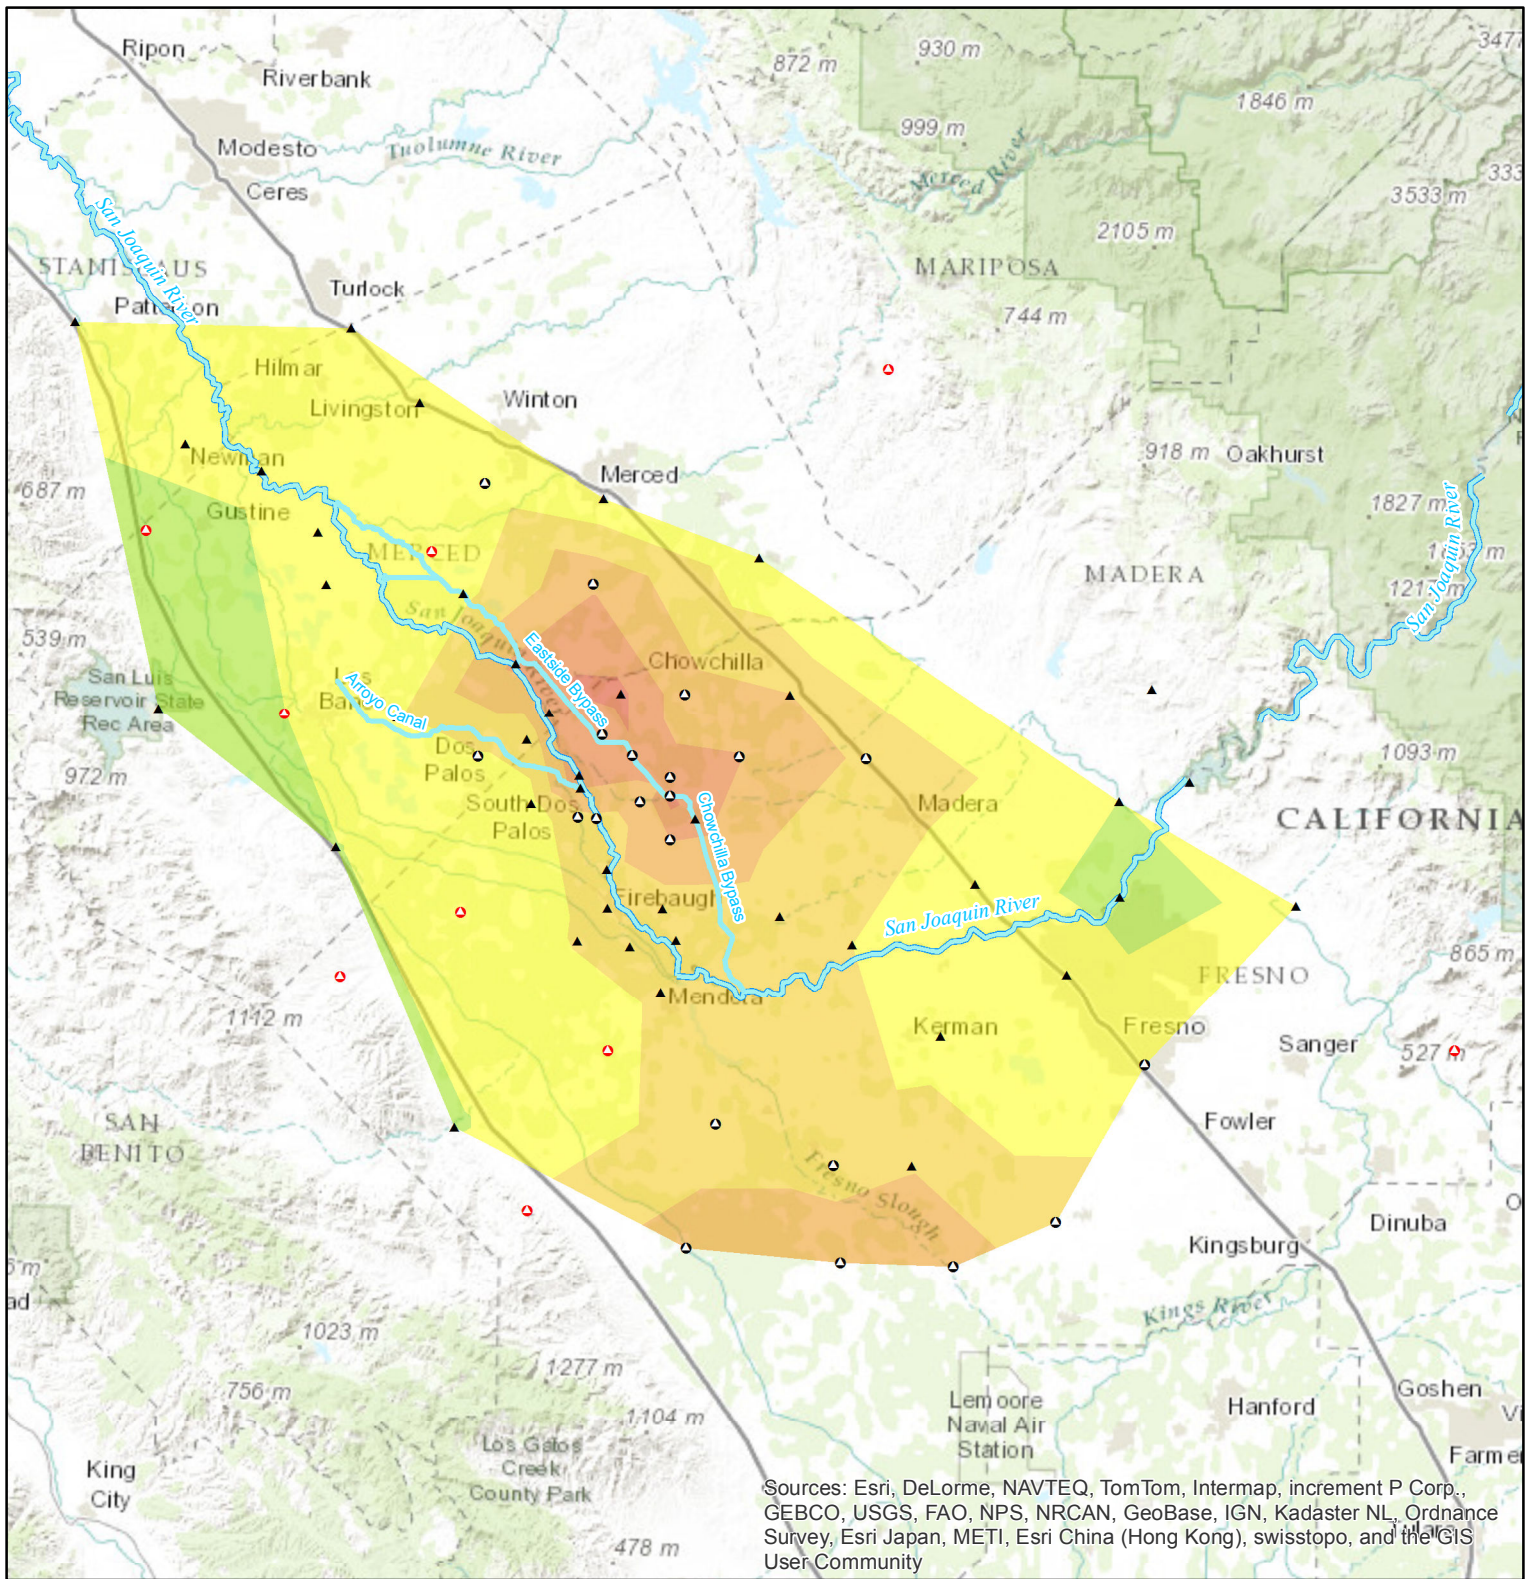 Ripon
Riverbank
872 m
930 m
1846 m
999 m
Modesto
Tuolumne River
Ceres
Merced River
3533 m
2105 m
San Joaquin River
STANISLAUS
MARIPOSA
Turlock
Patterson
744 m
Hilmar
Livingston
Winton
Newman
Merced
918 m
Oakhurst
687 m
Gustine
1827 m
MERCED
MADERA
San Joaquin River
San Joaquin River
539 m
Eastside Bypass
Chowchilla
San Luis
Reservoir State
Rec Area
Los
Banos
Arroyo Canal
Dos
Palos
972 m
1093 m
South Dos
Palos
Chowchilla Bypass
Madera
CALIFORNIA
Firebaugh
San Joaquin River
865 m
FRESNO
Mendota
1112 m
Kerman
Fresno
Sanger
527 m
SAN
BENITO
Fowler
Fresno Slough
Dinuba
Kingsburg
Kings River
1023 m
1277 m
756 m
1104 m
Lemoore
Naval Air
Station
Hanford
Goshen
Los Gatos
Creek
County Park
King
City
478 m
Tulare
Sources: Esri, DeLorme, NAVTEQ, TomTom, Intermap, increment P Corp.,
GEBCO, USGS, FAO, NPS, NRCAN, GeoBase, IGN, Kadaster NL, Ordnance
Survey, Esri Japan, METI, Esri China (Hong Kong), swisstopo, and the GIS
User Community